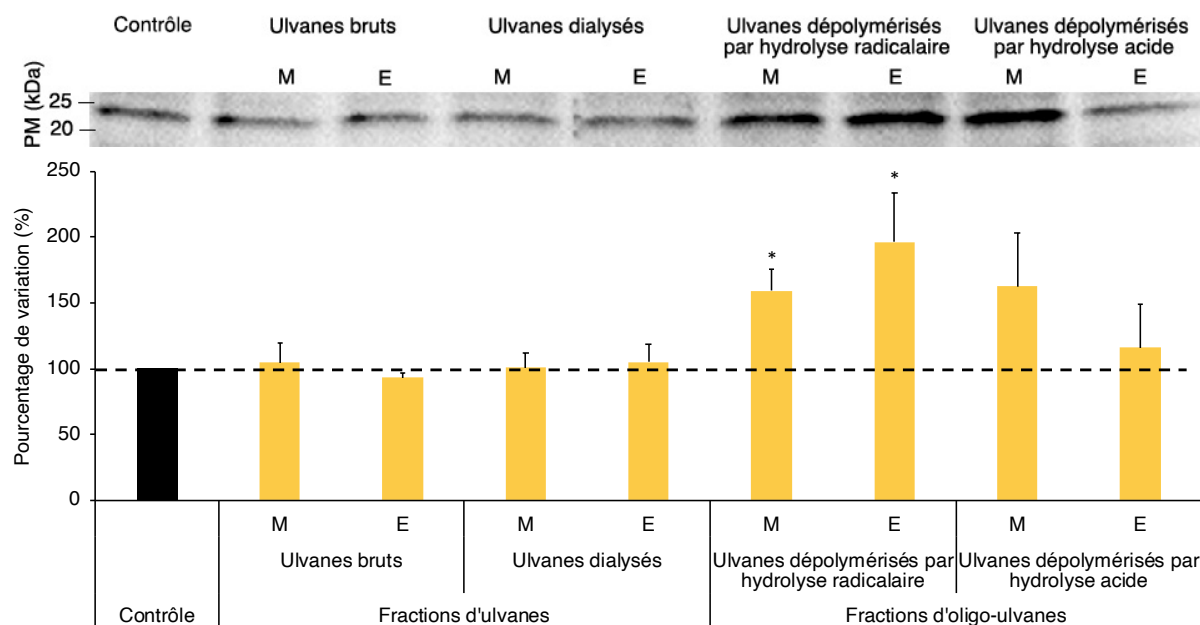 Contrôle Ulvanes bruts Ulvanes dialysés Ulvanes dépolymérisés Ulvanes dépolymérisés
par hydrolyse radicalaire par hydrolyse acide
M E M E M E M E
PM (kDa)
25
20
Pourcentage de variation (%)
250
200
150
100
50
0
*
*
M E M E M E M E
Ulvanes bruts Ulvanes dialysés Ulvanes dépolymérisés par Ulvanes dépolymérisés par
hydrolyse radicalaire hydrolyse acide
Contrôle Fractions d'ulvanes Fractions d'oligo-ulvanes